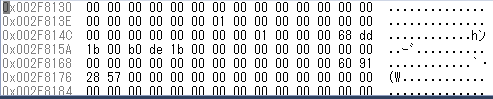 0x002F8130 00 00 00 00 00 00 00 00 00 00 00 00 00 00 ..............
0x002F813E 00 00 00 00 00 00 01 00 00 00 00 00 00 00 ..............
0x002F814C 00 00 00 00 00 00 00 00 01 00 00 00 68 dd ............hﾝ
0x002F815A 1b 00 b0 de 1b 00 00 00 00 00 00 00 00 00 ..ｰﾞ..........
0x002F8168 00 00 00 00 00 00 00 00 00 00 00 00 60 91 ............`.
0x002F8176 28 57 00 00 00 00 00 00 00 00 00 00 00 00 (W............
0x002F8184 00 00 00 00 00 00 00 00 00 00 00 00 00 00 ..............